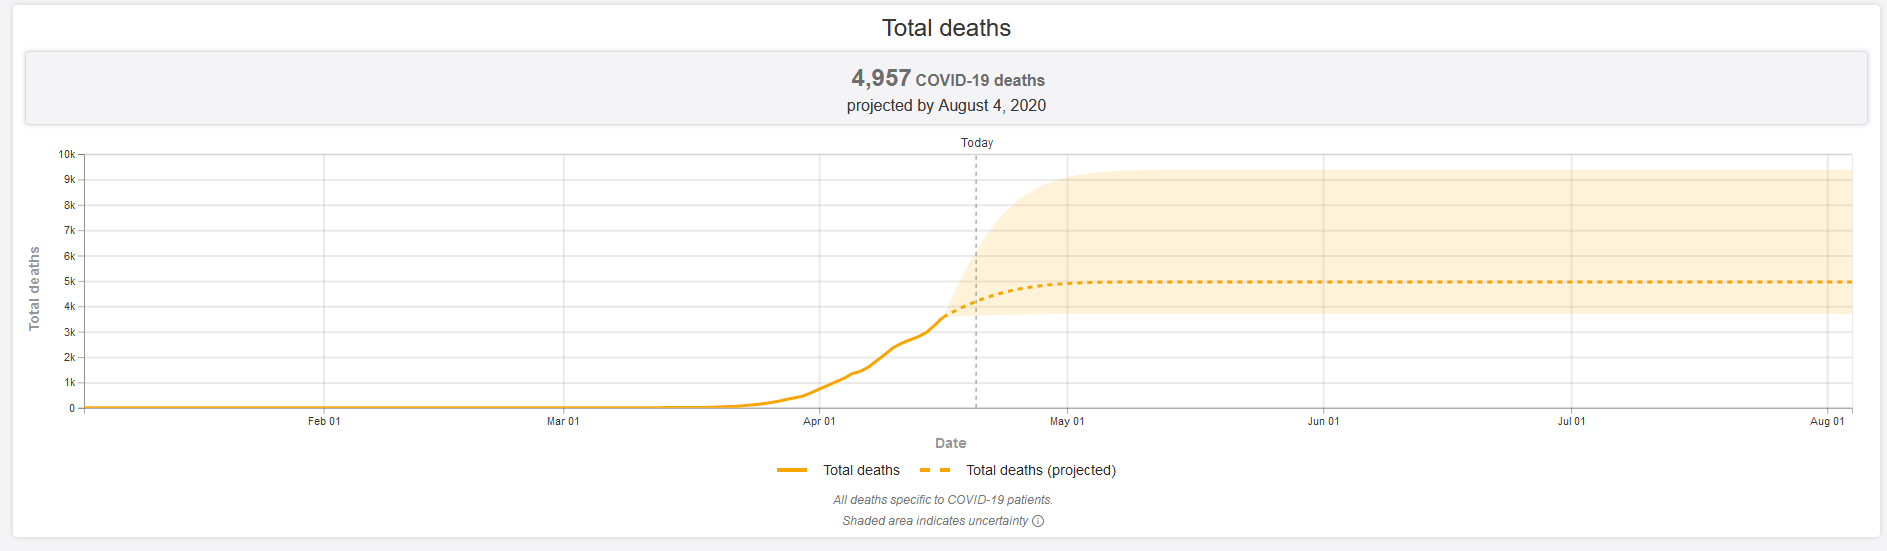 Total deaths
4,957 COVID-19 deaths
projected by August 4, 2020
Today
10k
9k
8k
7k
6k
5k
4k
3k
2k
1k
0
Total deaths
Feb 01 Mar 01 Apr 01 May 01 Jun 01 Jul 01 Aug 01
Date
Total deaths Total deaths (projected)
All deaths specific to COVID-19 patients.
Shaded area indicates uncertainty i